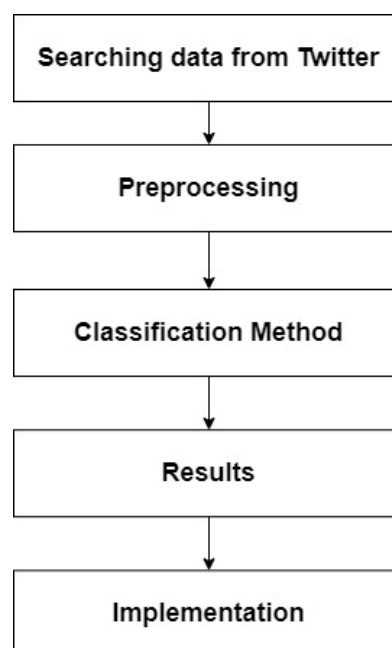 Searching data from Twitter
Preprocessing
Classification Method
Results
Implementation